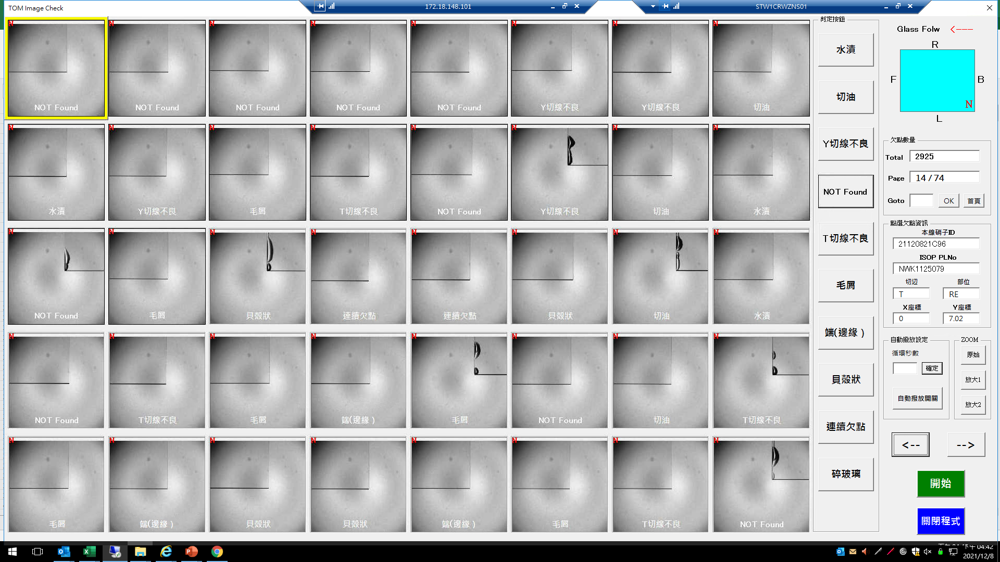 TOM Image Check
172.18.148.101
STW1CRWZNS01
N N N N N N N N
NOT Found NOT Found NOT Found NOT Found NOT Found Y切線不良 Y切線不良 切油
N N N N N N N N
水漬 Y切線不良 毛屑 T切線不良 NOT Found Y切線不良 切油 水漬
N N N N N N N N
NOT Found 毛屑 貝殼狀 連續欠點 連續欠點 貝殼狀 切油 水漬
N N N N N N N N
NOT Found T切線不良 毛屑 端(邊緣) 毛屑 NOT Found 切油 T切線不良
N N N N N N N N
毛屑 端(邊緣) 貝殼狀 貝殼狀 端(邊緣) 毛屑 T切線不良 NOT Found
判定按鈕
水漬
切油
Y切線不良
NOT Found
T切線不良
毛屑
端(邊緣)
貝殼狀
連續欠點
碎玻璃
Glass Folw <---
R
F B
N
L
欠點數量
Total 2925
Page 14 / 74
Goto OK 首頁
點選欠點資訊
本線硝子ID
21120821C96
ISOP PLNo
NWK1125079
切辺 部位
T RE
X座標 Y座標
0 7.02
自動撥放設定
循環秒數
確定
自動撥放開關
ZOOM
原始
放大1
放大2
<-- -->
開始
關閉程式
下午 04:42
2021/12/8